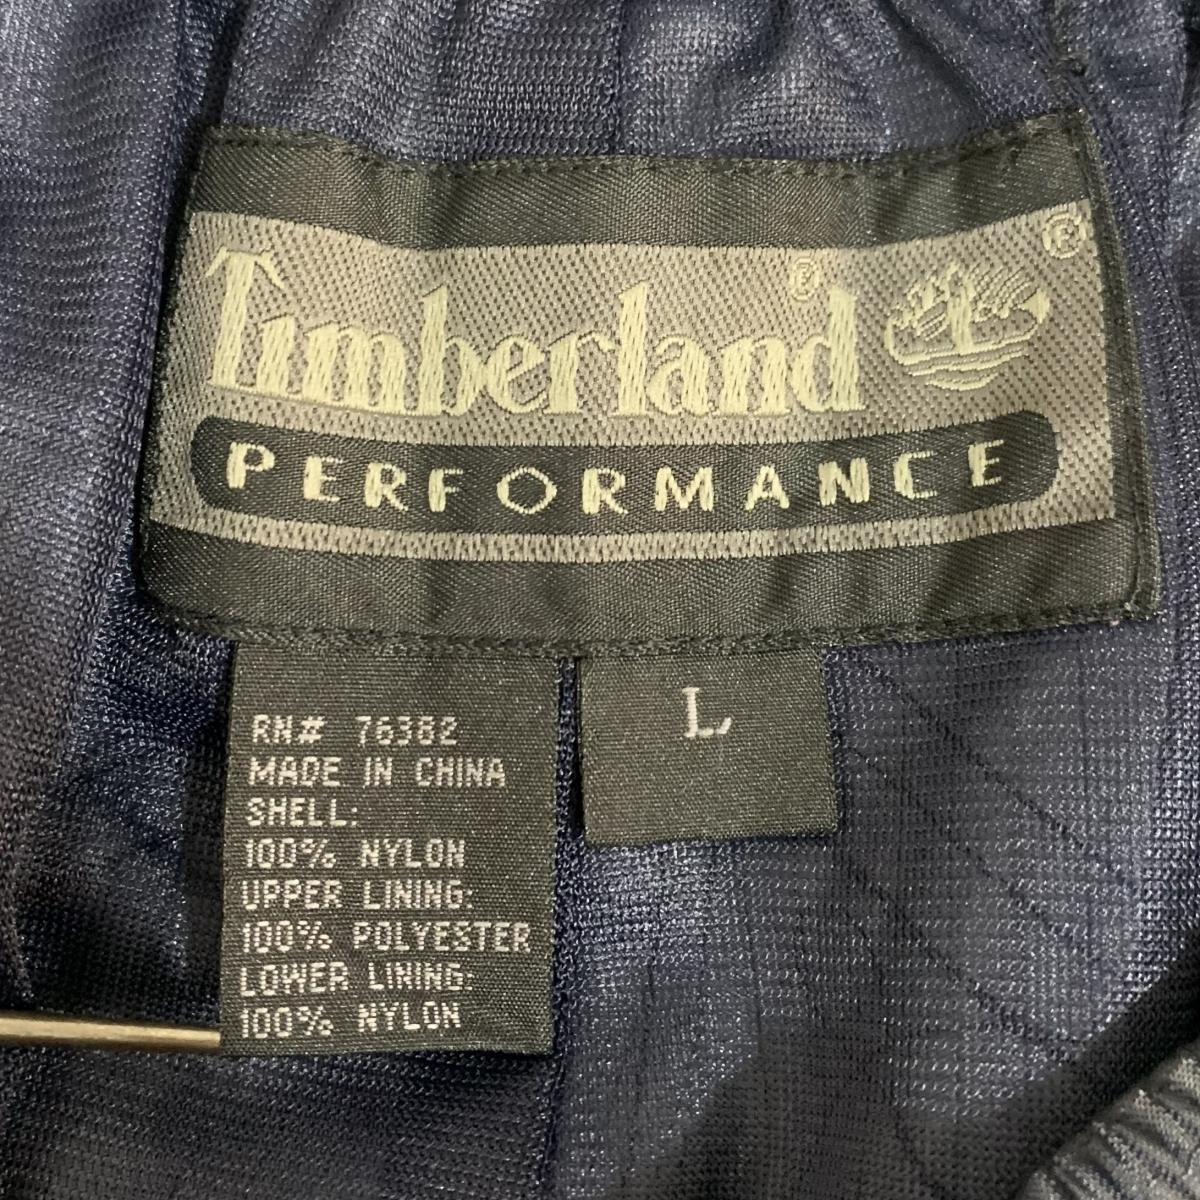 Timberland®
®
PERFORMANCE
RN# 76382
MADE IN CHINA
SHELL:
100% NYLON
UPPER LINING:
100% POLYESTER
LOWER LINING:
100% NYLON
L